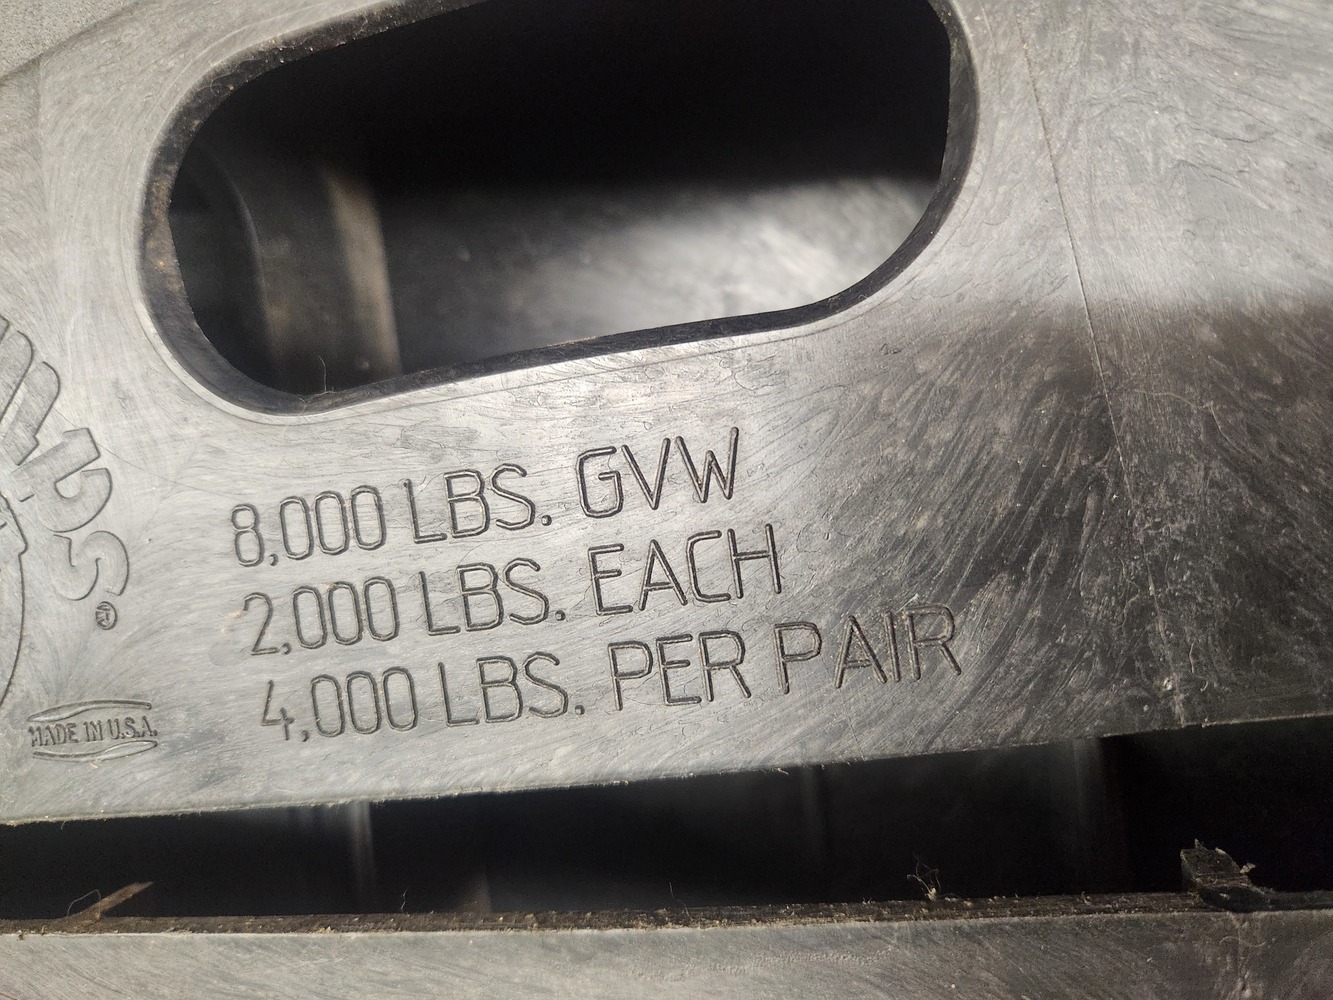 8,000 LBS. GVW
2,000 LBS. EACH
4,000 LBS. PER PAIR
MADE IN U.S.A.
®